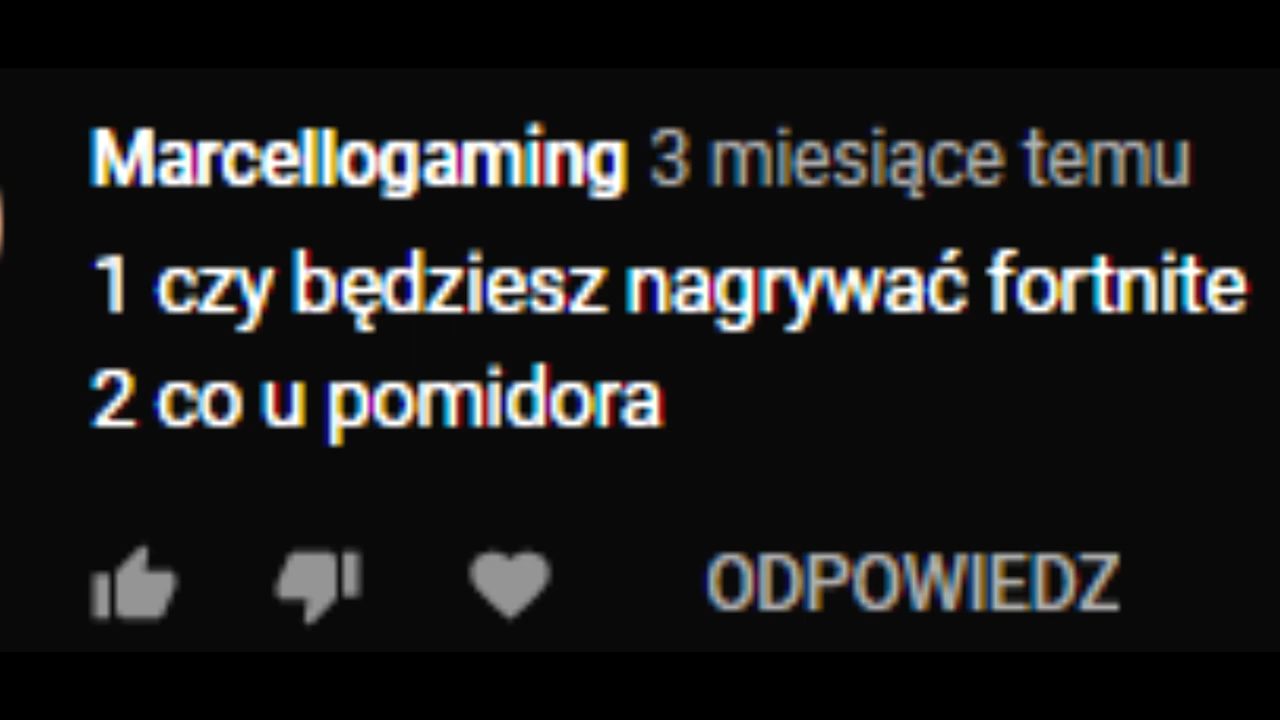 Marcellogaming 3 miesiące temu
1 czy będziesz nagrywać fortnite
2 co u pomidora
ODPOWIEDZ